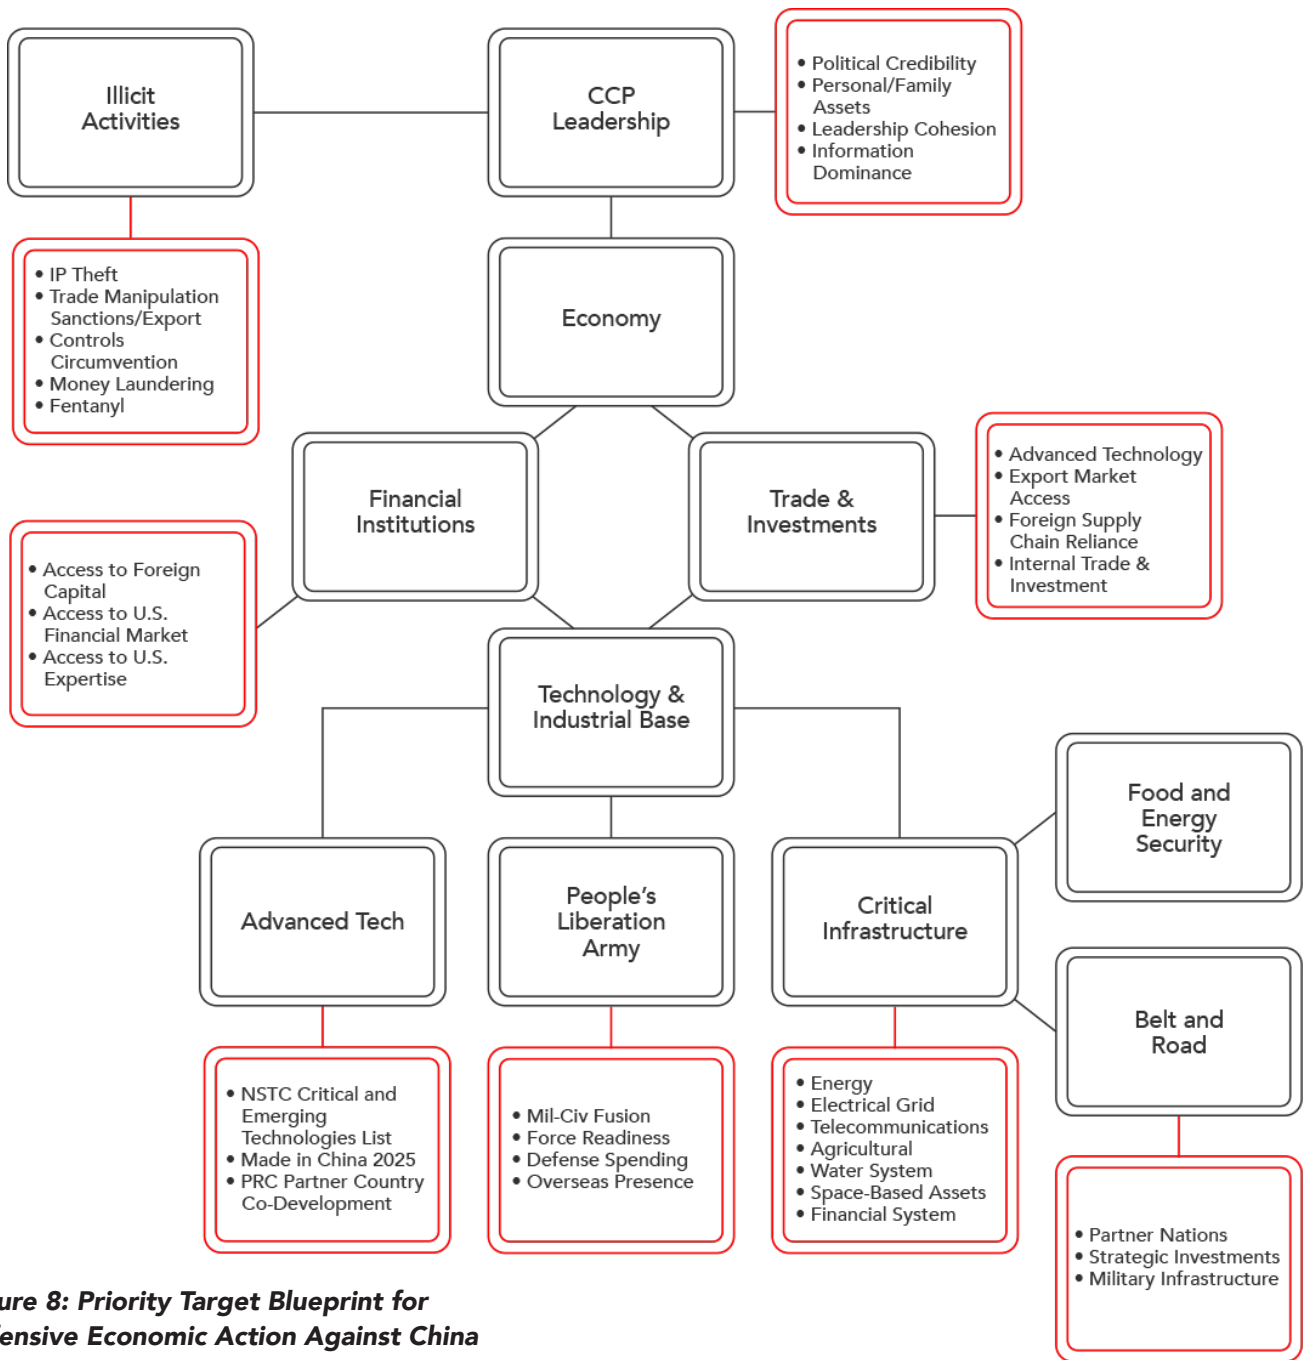 Illicit
Activities
CCP
Leadership
• Political Credibility
• Personal/Family
Assets
• Leadership Cohesion
• Information
Dominance
• IP Theft
• Trade Manipulation
Sanctions/Export
• Controls
Circumvention
• Money Laundering
• Fentanyl
Economy
Financial
Institutions
Trade &
Investments
• Advanced Technology
• Export Market
Access
• Foreign Supply
Chain Reliance
• Internal Trade &
Investment
• Access to Foreign
Capital
• Access to U.S.
Financial Market
• Access to U.S.
Expertise
Technology &
Industrial Base
Food and
Energy
Security
Advanced Tech
People’s
Liberation
Army
Critical
Infrastructure
Belt and
Road
• NSTC Critical and
Emerging
Technologies List
• Made in China 2025
• PRC Partner Country
Co-Development
• Mil-Civ Fusion
• Force Readiness
• Defense Spending
• Overseas Presence
• Energy
• Electrical Grid
• Telecommunications
• Agricultural
• Water System
• Space-Based Assets
• Financial System
• Partner Nations
• Strategic Investments
• Military Infrastructure
ure 8: Priority Target Blueprint for
fensive Economic Action Against China